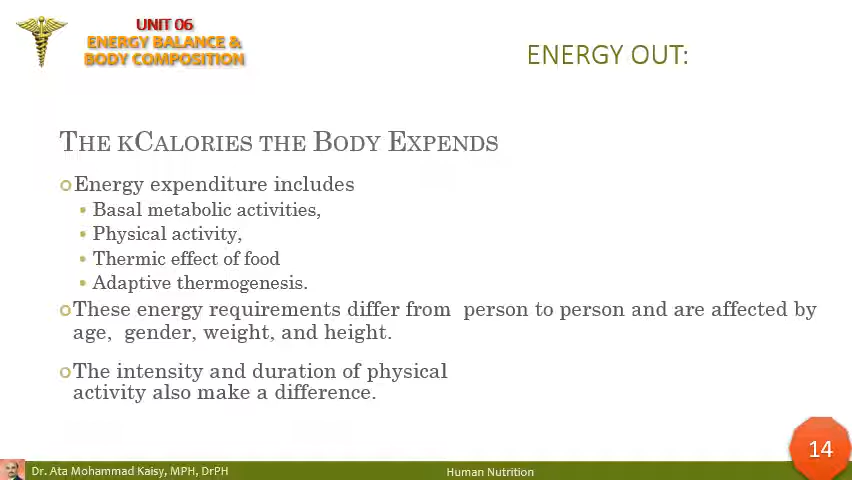 UNIT 06
ENERGY BALANCE &
BODY COMPOSITION
ENERGY OUT:
THE KCALORIES THE BODY EXPENDS
Energy expenditure includes
• Basal metabolic activities,
• Physical activity,
• Thermic effect of food
• Adaptive thermogenesis.
These energy requirements differ from person to person and are affected by
age, gender, weight, and height.
The intensity and duration of physical
activity also make a difference.
14
Dr. Ata Mohammad Kaisy, MPH, DrPH
Human Nutrition